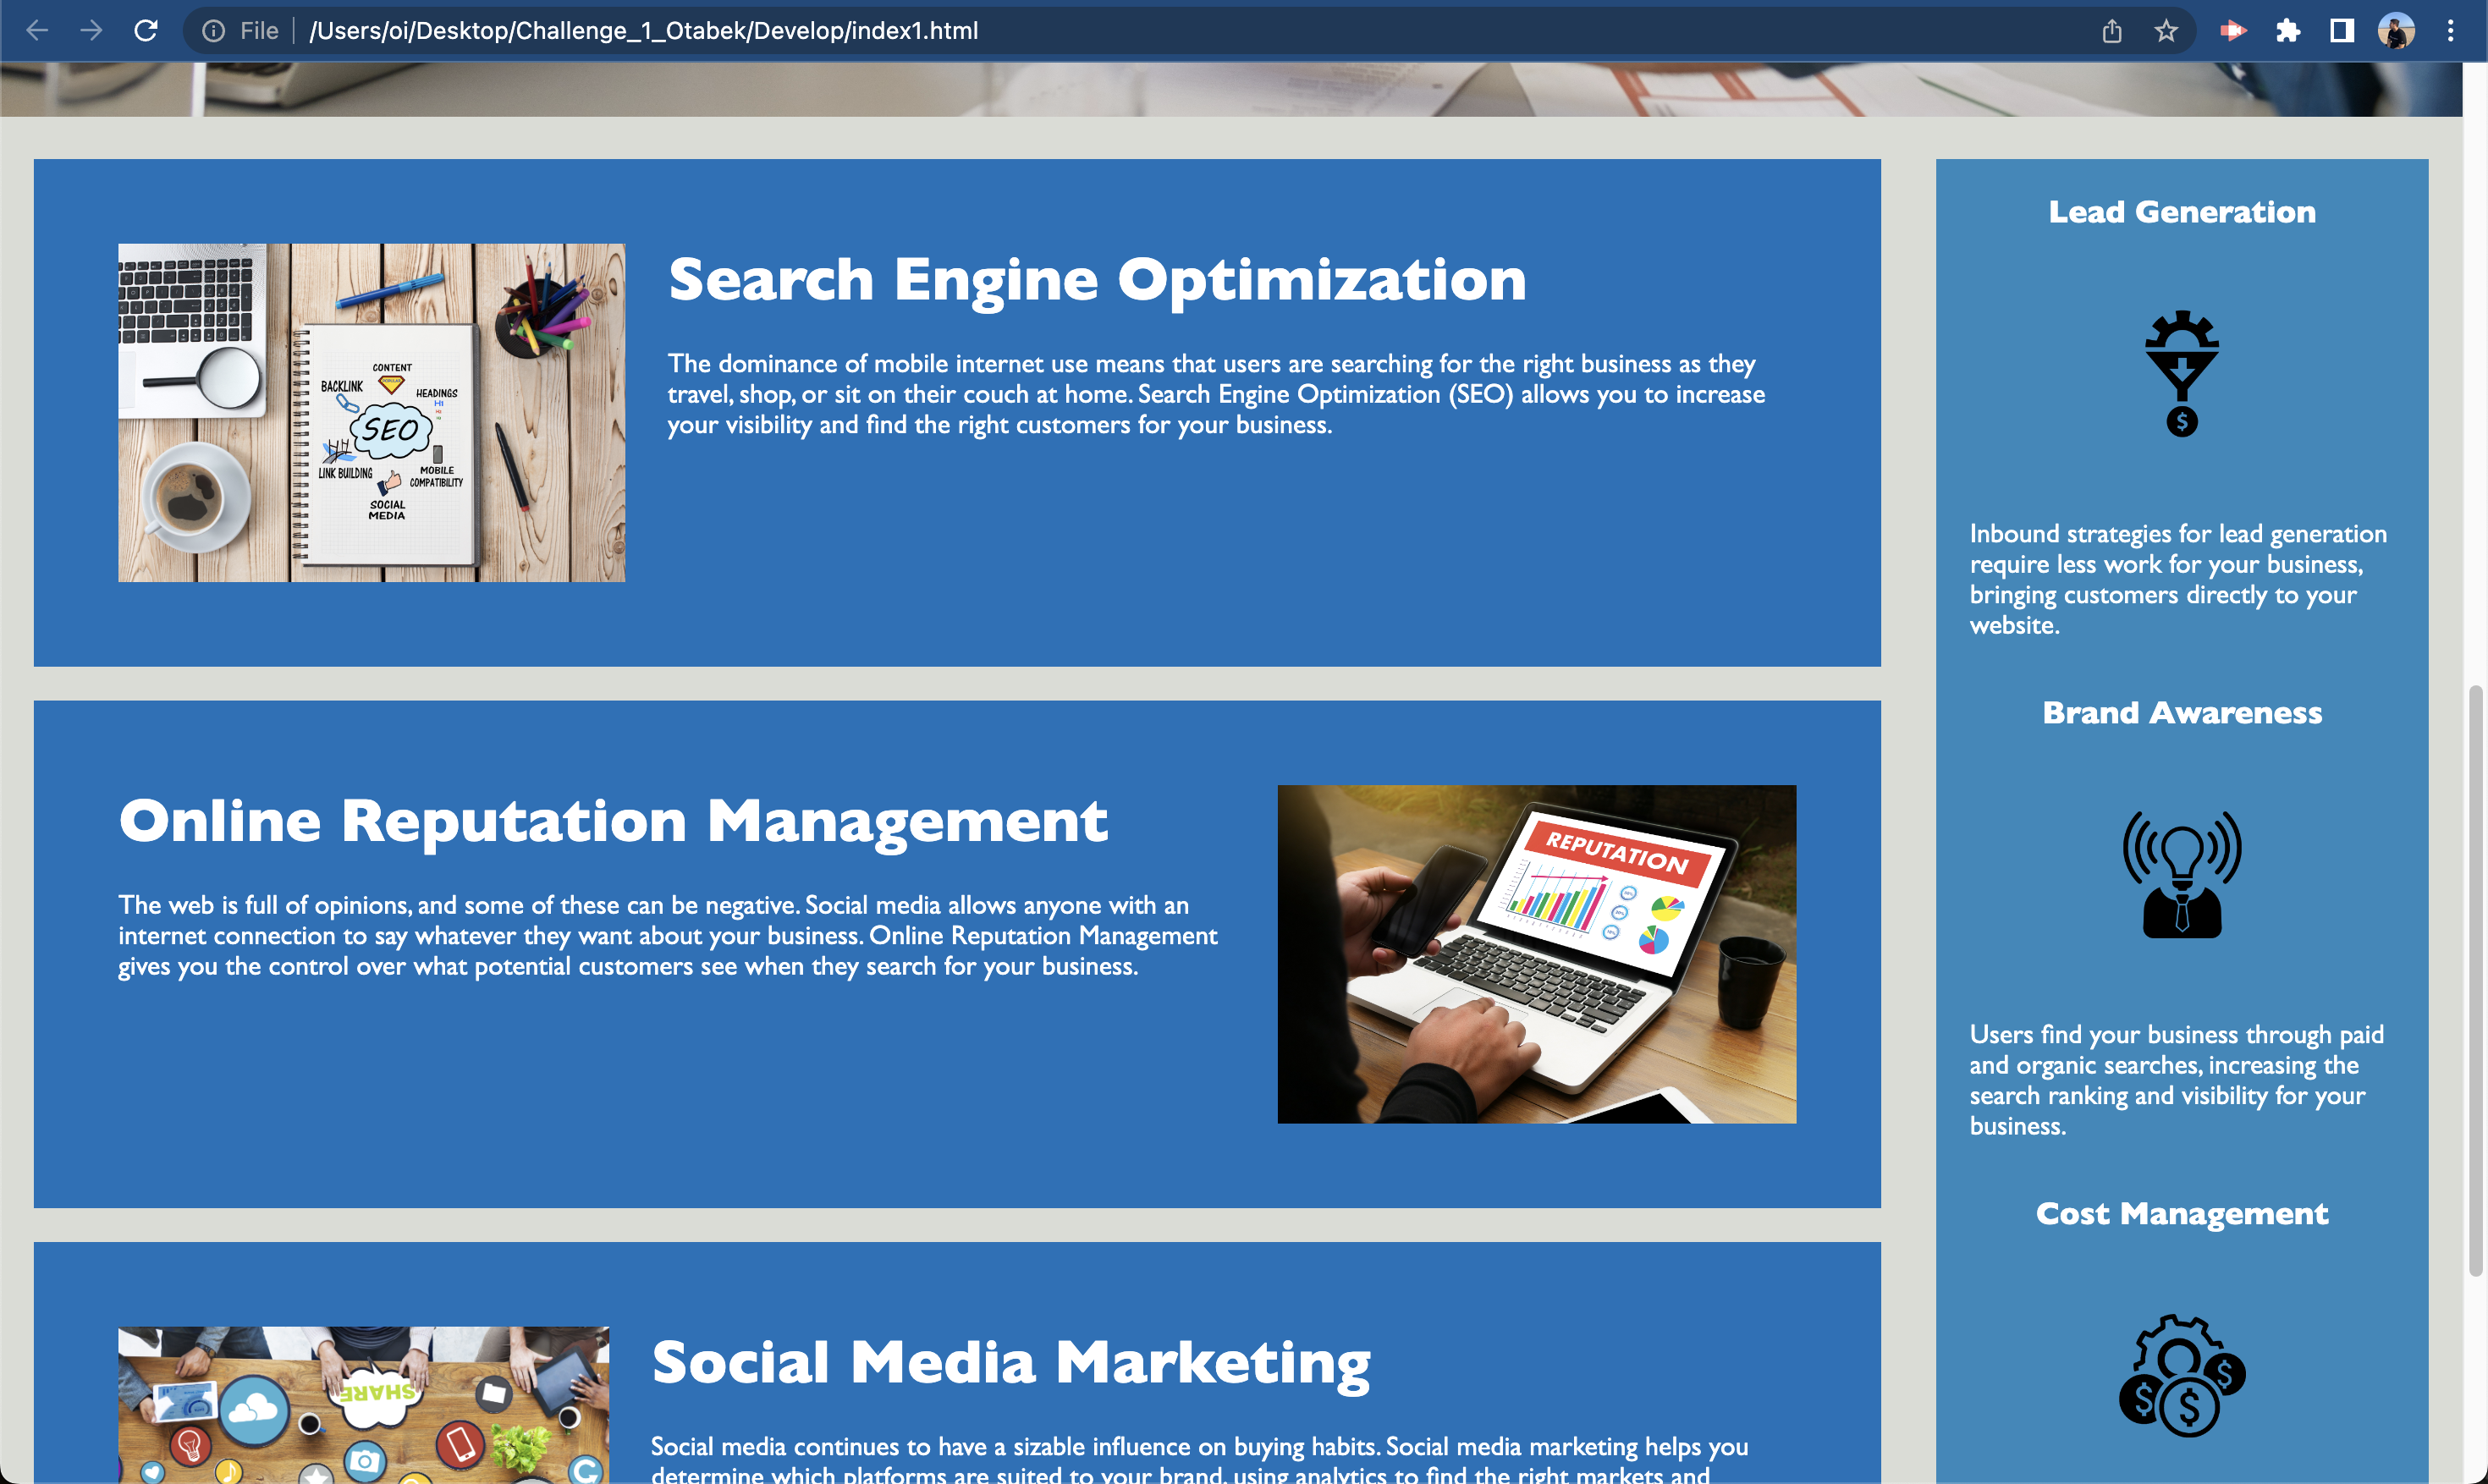 File
/Users/oi/Desktop/Challenge_1_Otabek/Develop/index1.html
CONTENT
BACKLINK
HEADINGS
SEO
LINK BUILDING
MOBILE
COMPATIBILITY
SOCIAL
MEDIA
Search Engine Optimization
The dominance of mobile internet use means that users are searching for the right business as they
travel, shop, or sit on their couch at home. Search Engine Optimization (SEO) allows you to increase
your visibility and find the right customers for your business.
Online Reputation Management
The web is full of opinions, and some of these can be negative. Social media allows anyone with an
internet connection to say whatever they want about your business. Online Reputation Management
gives you the control over what potential customers see when they search for your business.
REPUTATION
SHARE
Social Media Marketing
Social media continues to have a sizable influence on buying habits. Social media marketing helps you
determine which platforms are suited to your brand, using analytics to find the right markets and
Lead Generation
$
Inbound strategies for lead generation
require less work for your business,
bringing customers directly to your
website.
Brand Awareness
Users find your business through paid
and organic searches, increasing the
search ranking and visibility for your
business.
Cost Management
$
$
$